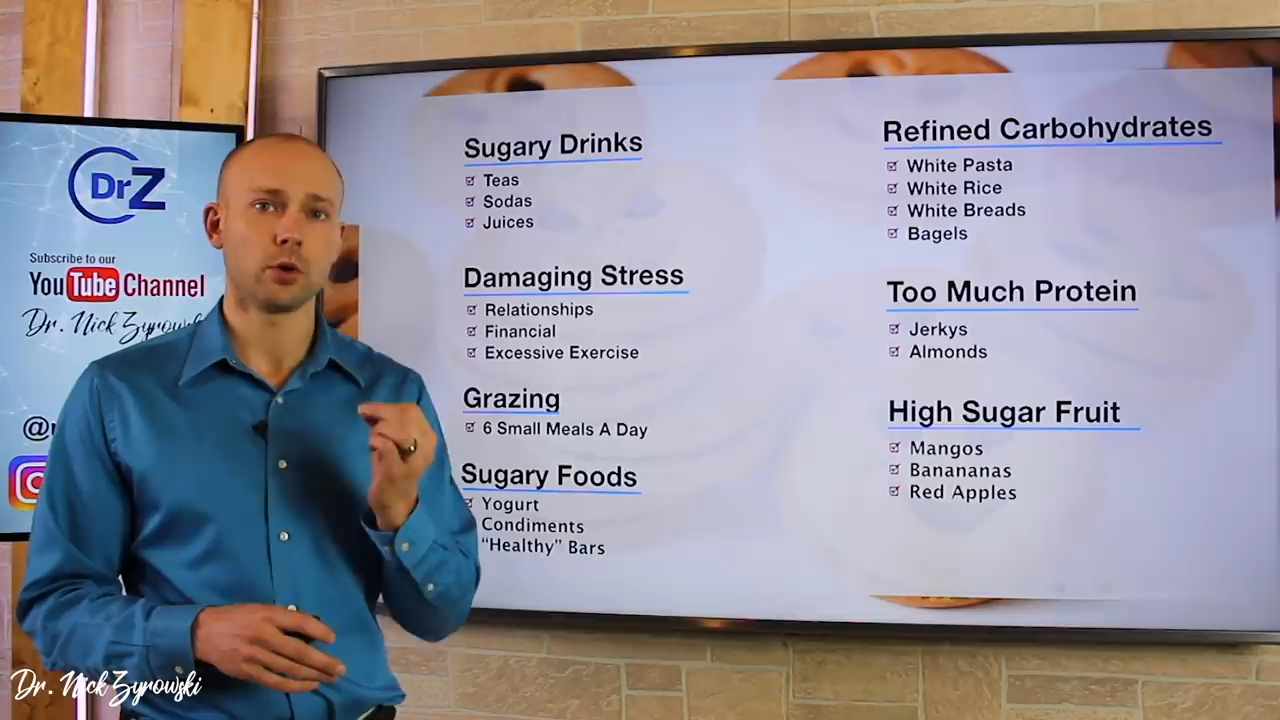 DrZ
Subscribe to our
YouTube Channel
Dr. Nick
Sugary Drinks
Teas
Sodas
Juices
Damaging Stress
Relationships
Financial
Excessive Exercise
Grazing
6 Small Meals A Day
Sugary Foods
Yogurt
Condiments
“Healthy” Bars
Refined Carbohydrates
White Pasta
White Rice
White Breads
Bagels
Too Much Protein
Jerkys
Almonds
High Sugar Fruit
Mangos
Banananas
Red Apples
Dr. Nick Zyrowski